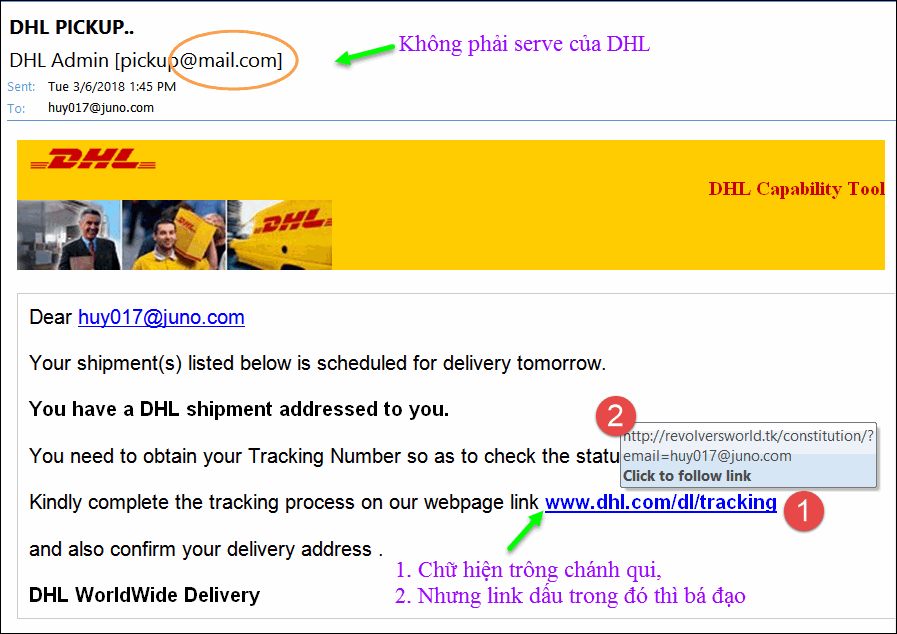 DHL PICKUP..
DHL Admin [pickup@mail.com]
Không phải serve của DHL
Sent: Tue 3/6/2018 1:45 PM
To: huy017@juno.com
DHL
DHL Capability Tool
DHL
Dear huy017@juno.com
Your shipment(s) listed below is scheduled for delivery tomorrow.
You have a DHL shipment addressed to you.
2
http://revolversworld.tk/constitution/?
email=huy017@juno.com
Click to follow link
You need to obtain your Tracking Number so as to check the statu
Kindly complete the tracking process on our webpage link www.dhl.com/dl/tracking
1
and also confirm your delivery address .
1. Chữ hiện trông chánh qui,
2. Nhưng link dấu trong đó thì bá đạo
DHL WorldWide Delivery